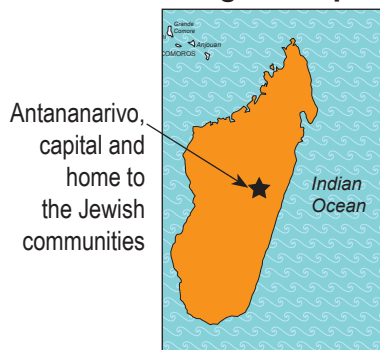 Grande
Comore
Anjouan
COMOROS
Antananarivo,
capital and
home to
the Jewish
communities
Indian
Ocean